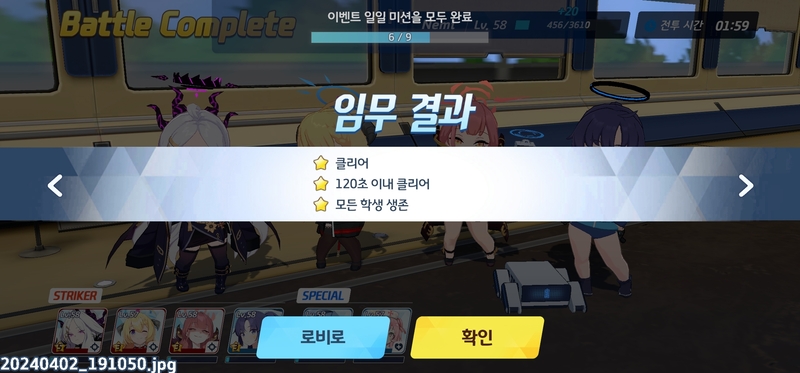 Battle Complete
이벤트 일일 미션을 모두 완료
6 / 9
Lv. 58
+20
456/3610
전투 시간 01:59
임무 결과
클리어
120초 이내 클리어
모든 학생 생존
STRIKER
SPECIAL
Lv.58
로비로
확인
20240402_191050.jpg